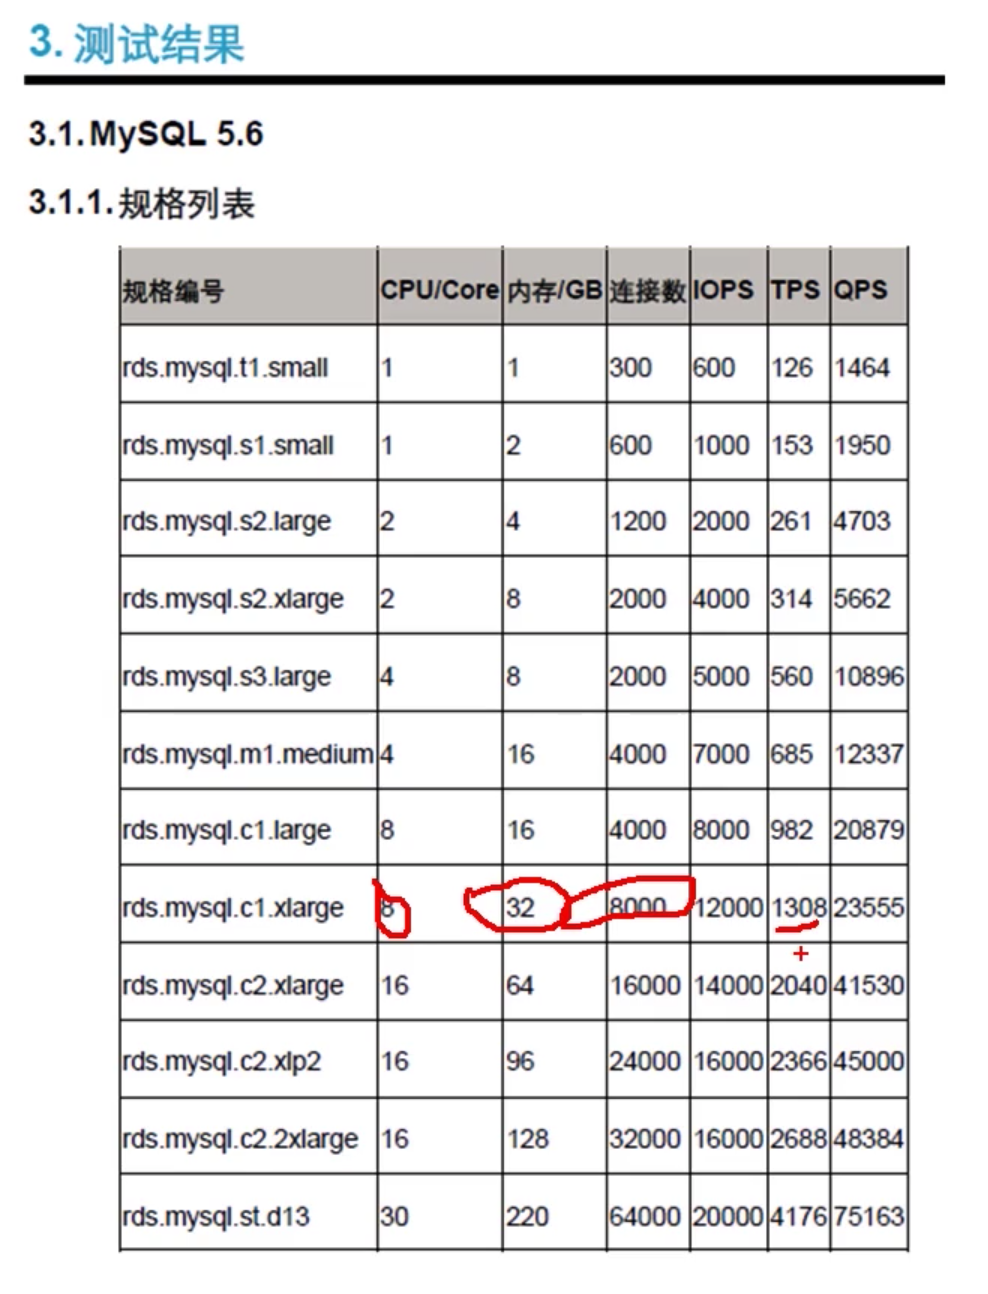 3. 测试结果
3.1.MySQL 5.6
3.1.1.规格列表
规格编号 CPU/Core 内存/GB 连接数 IOPS TPS QPS
rds.mysql.t1.small 1 1 300 600 126 1464
rds.mysql.s1.small 1 2 600 1000 153 1950
rds.mysql.s2.large 2 4 1200 2000 261 4703
rds.mysql.s2.xlarge 2 8 2000 4000 314 5662
rds.mysql.s3.large 4 8 2000 5000 560 10896
rds.mysql.m1.medium 4 16 4000 7000 685 12337
rds.mysql.c1.large 8 16 4000 8000 982 20879
rds.mysql.c1.xlarge 8 32 8000 12000 1308 23555
rds.mysql.c2.xlarge 16 64 16000 14000 2040 41530
rds.mysql.c2.xlp2 16 96 24000 16000 2366 45000
rds.mysql.c2.2xlarge 16 128 32000 16000 2688 48384
rds.mysql.st.d13 30 220 64000 20000 4176 75163